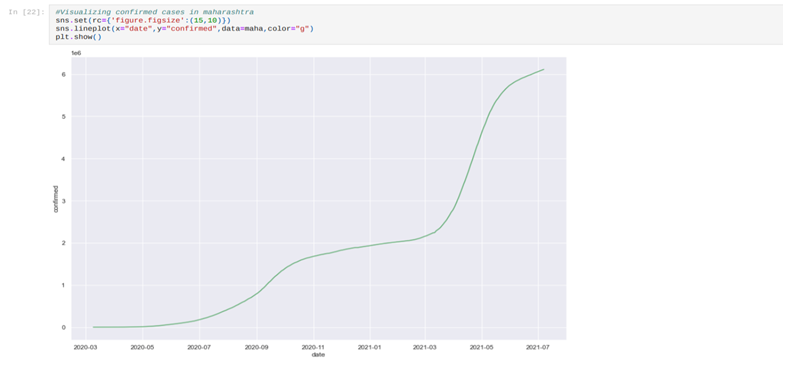 In [22]:
#Visualizing confirmed cases in maharashtra
sns.set(rc={'figure.figsize':(15,10)})
sns.lineplot(x="date",y="confirmed",data=maha,color="g")
plt.show()
1e6
6
5
4
3
2
1
0
confirmed
2020-03 2020-05 2020-07 2020-09 2020-11 2021-01 2021-03 2021-05 2021-07
date